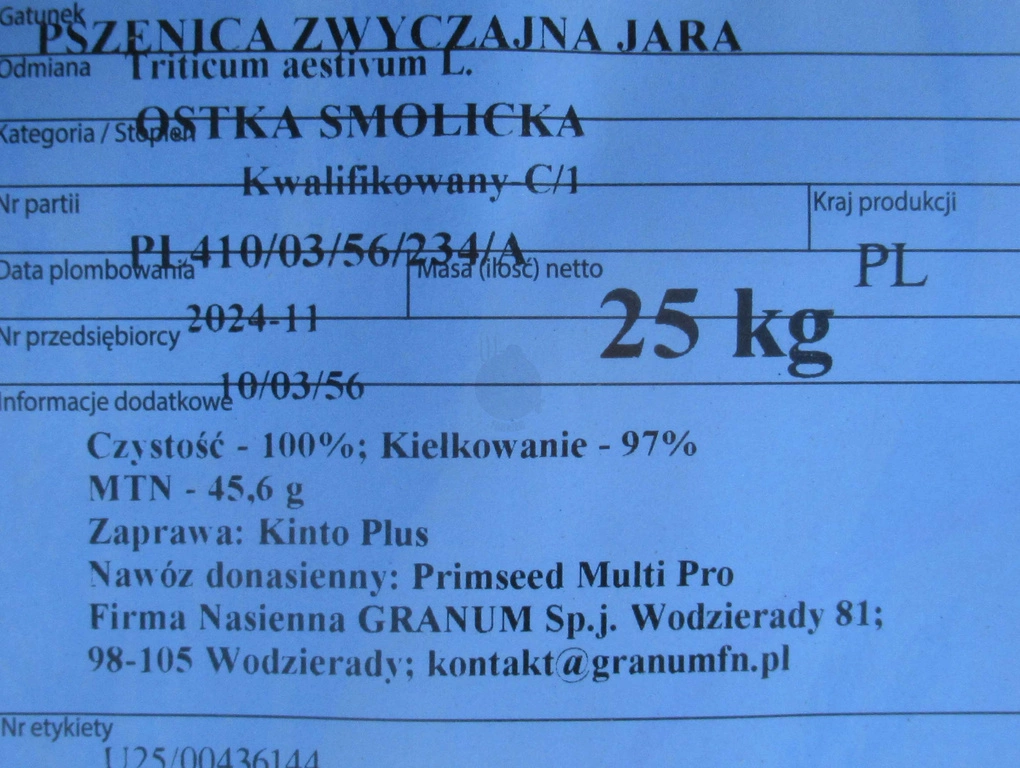 Gatunek
PSZENICA ZWYCZAJNA JARA
Odmiana
Triticum aestivum L.
OSTKA SMOLICKA
Kategoria / Stopień
Kwalifikowany C/1
Nr partii
Kraj produkcji
PL 410/03/56/234/A
PL
Data plombowania
Masa (ilość) netto
2024-11
25 kg
Nr przedsiębiorcy
10/03/56
Informacje dodatkowe
Czystość - 100%; Kiełkowanie - 97%
MTN - 45,6 g
Zaprawa: Kinto Plus
Nawóz donasienny: Primseed Multi Pro
Firma Nasienna GRANUM Sp.j. Wodzierady 81;
98-105 Wodzierady; kontakt@granumfn.pl
Nr etykiety
U25/00436144